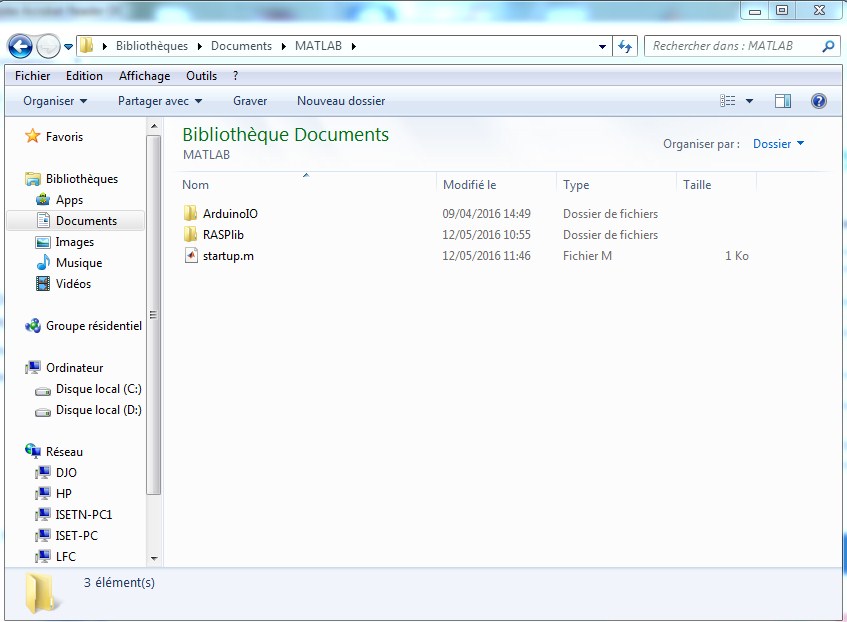 Bibliothèques Documents MATLAB Rechercher dans : MATLAB
Fichier Edition Affichage Outils ?
Organiser Partager avec Graver Nouveau dossier
Favoris
Bibliothèques
Apps
Documents
Images
Musique
Vidéos
Groupe résidentiel
Ordinateur
Disque local (C:)
Disque local (D:)
Réseau
DJO
HP
ISETN-PC1
ISET-PC
LFC
Bibliothèque Documents
MATLAB
Organiser par : Dossier
Nom Modifié le Type Taille
ArduinoIO 09/04/2016 14:49 Dossier de fichiers
RASPlib 12/05/2016 10:55 Dossier de fichiers
startup.m 12/05/2016 11:46 Fichier M 1 Ko
3 élément(s)